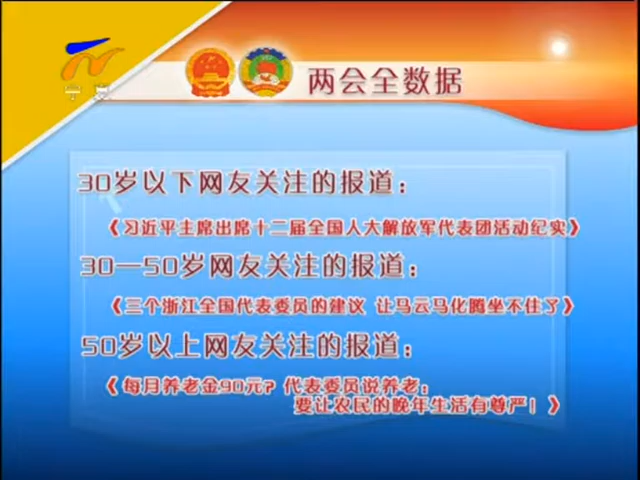 宁夏
两会全数据
30岁以下网友关注的报道：
《习近平主席出席十二届全国人大解放军代表团活动纪实》
30—50岁网友关注的报道：
《三个浙江全国代表委员的建议 让马云马化腾坐不住了》
50岁以上网友关注的报道：
《每月养老金90元？代表委员说养老：
要让农民的晚年生活有尊严！》